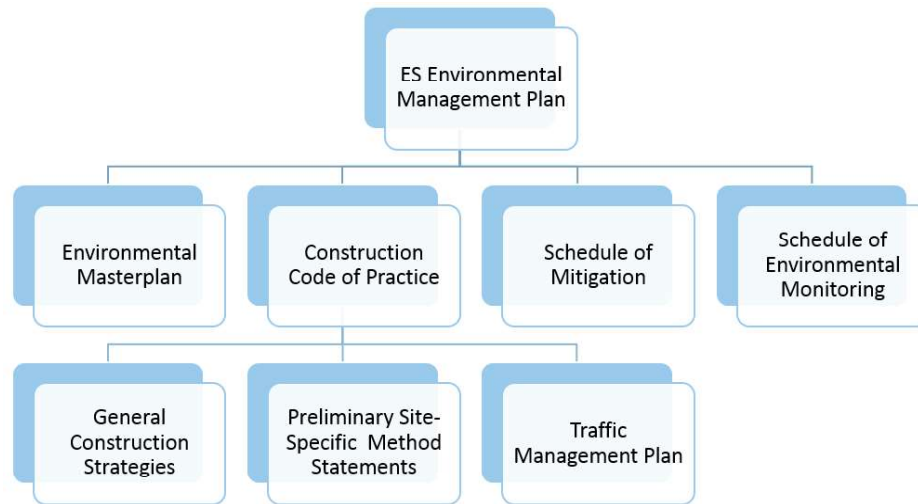 ES Environmental
Management Plan
Environmental
Masterplan
Construction
Code of Practice
Schedule of
Mitigation
Schedule of
Environmental
Monitoring
General
Construction
Strategies
Preliminary Site-
Specific Method
Statements
Traffic
Management Plan